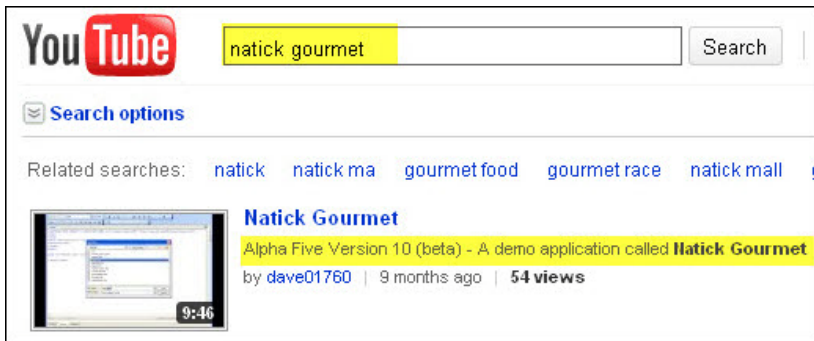 YouTube natick gourmet Search
Search options
Related searches: natick natick ma gourmet food gourmet race natick mall
Natick Gourmet
Alpha Five Version 10 (beta) - A demo application called Natick Gourmet
by dave01760 | 9 months ago | 54 views
9:46